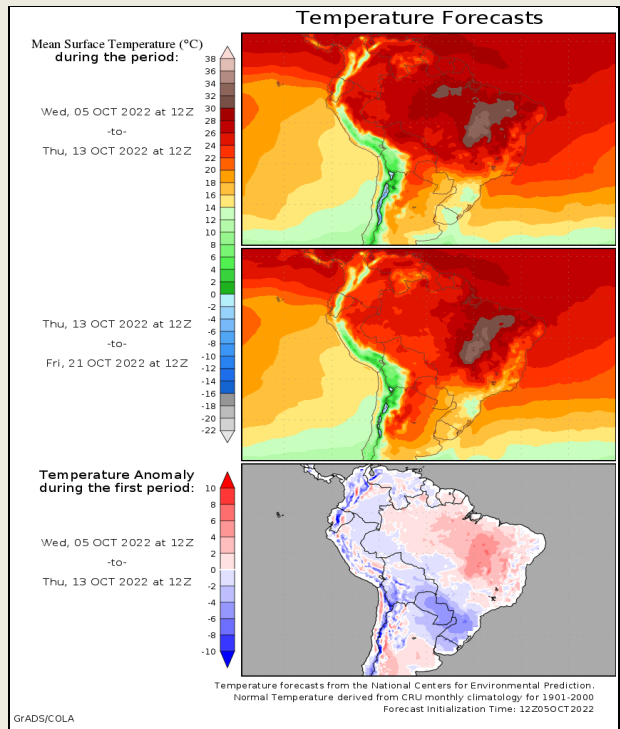 Temperature Forecasts
Mean Surface Temperature (°C)
during the period:
Wed, 05 OCT 2022 at 12Z
-to-
Thu, 13 OCT 2022 at 12Z
38
36
34
32
30
28
26
24
22
20
18
16
14
12
10
8
6
4
2
0
-2
-4
-6
-8
-10
-12
-14
-16
-18
-20
-22
Thu, 13 OCT 2022 at 12Z
-to-
Fri, 21 OCT 2022 at 12Z
Temperature Anomaly
during the first period:
Wed, 05 OCT 2022 at 12Z
-to-
Thu, 13 OCT 2022 at 12Z
10
8
6
4
2
0
-2
-4
-6
-8
-10
Temperature forecasts from the National Centers for Environmental Prediction.
Normal Temperature derived from CRU monthly climatology for 1901-2000
Forecast Initialization Time: 12Z05OCT2022
GrADS/COLA